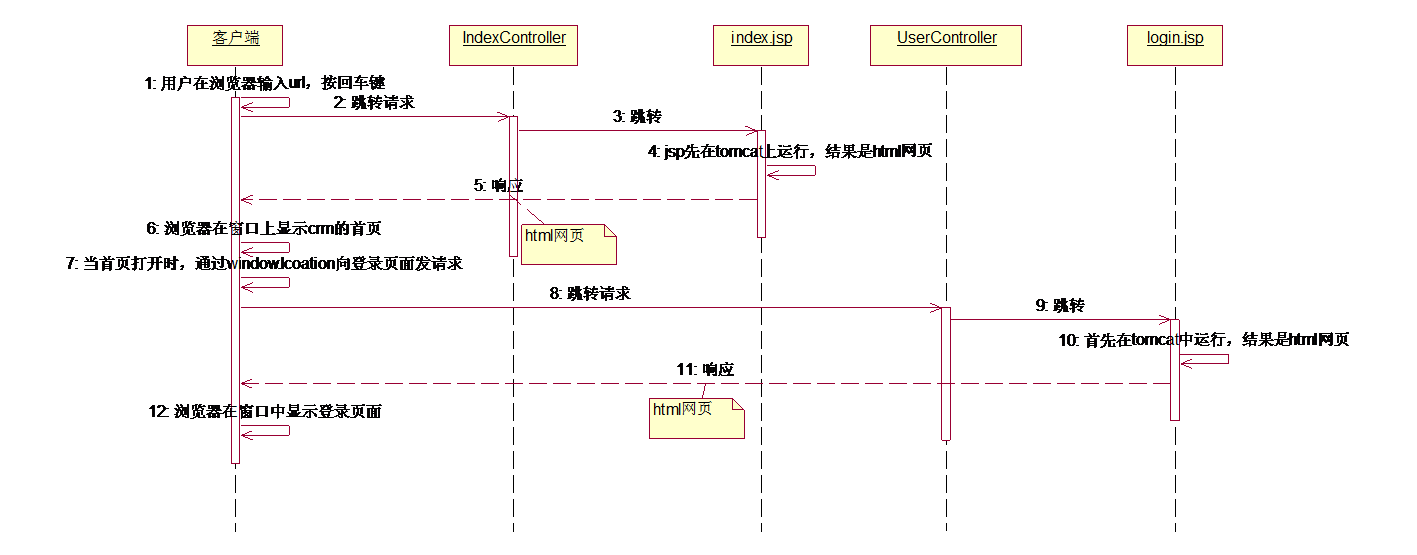 客户端
IndexController
index.jsp
UserController
login.jsp
1: 用户在浏览器输入url，按回车键
2: 跳转请求
3: 跳转
4: jsp先在tomcat上运行，结果是html网页
5: 响应
html网页
6: 浏览器在窗口上显示crm的首页
7: 当首页打开时，通过window.lcoation向登录页面发请求
8: 跳转请求
9: 跳转
10: 首先在tomcat中运行，结果是html网页
11: 响应
html网页
12: 浏览器在窗口中显示登录页面